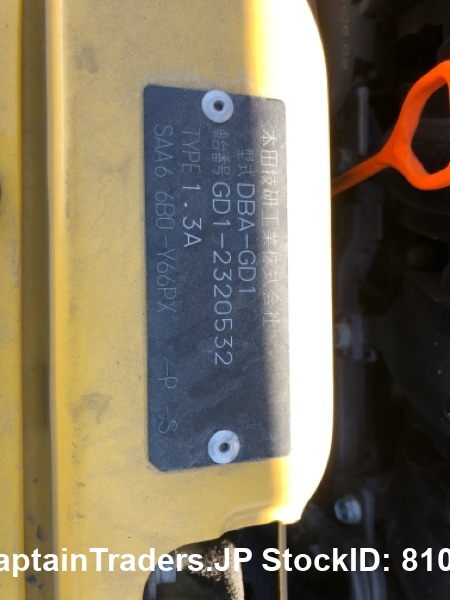 本田技研工業株式会社
型式 DBA-GD1
車台番号 GD1-2320532
TYPE 1.3A
SAA6 6B0-Y66PX -P -S
aptainTraders.JP StockID: 810